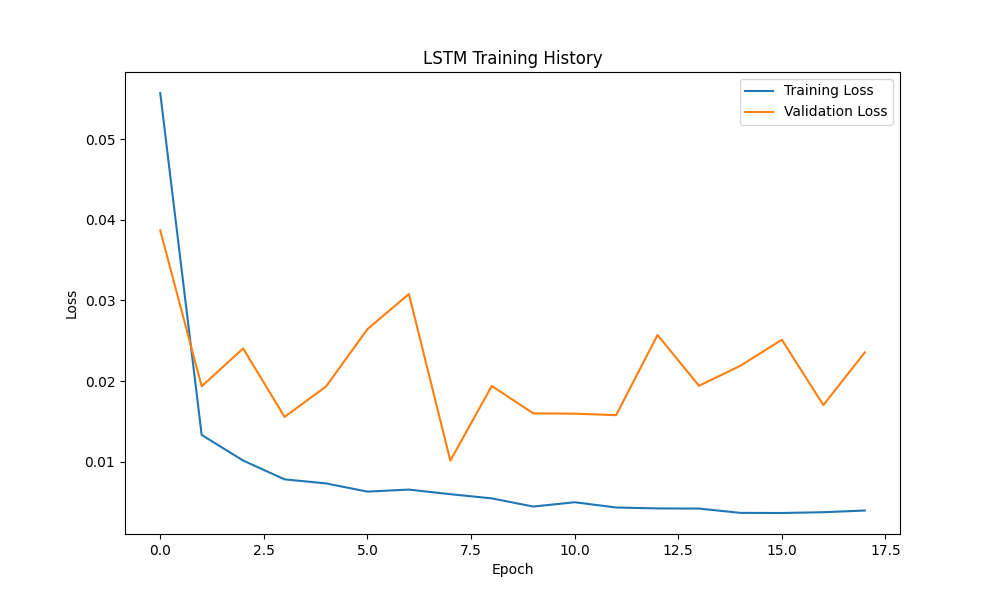 LSTM Training History
Training Loss
Validation Loss
0.05
0.04
0.03
0.02
0.01
Loss
0.0 2.5 5.0 7.5 10.0 12.5 15.0 17.5
Epoch